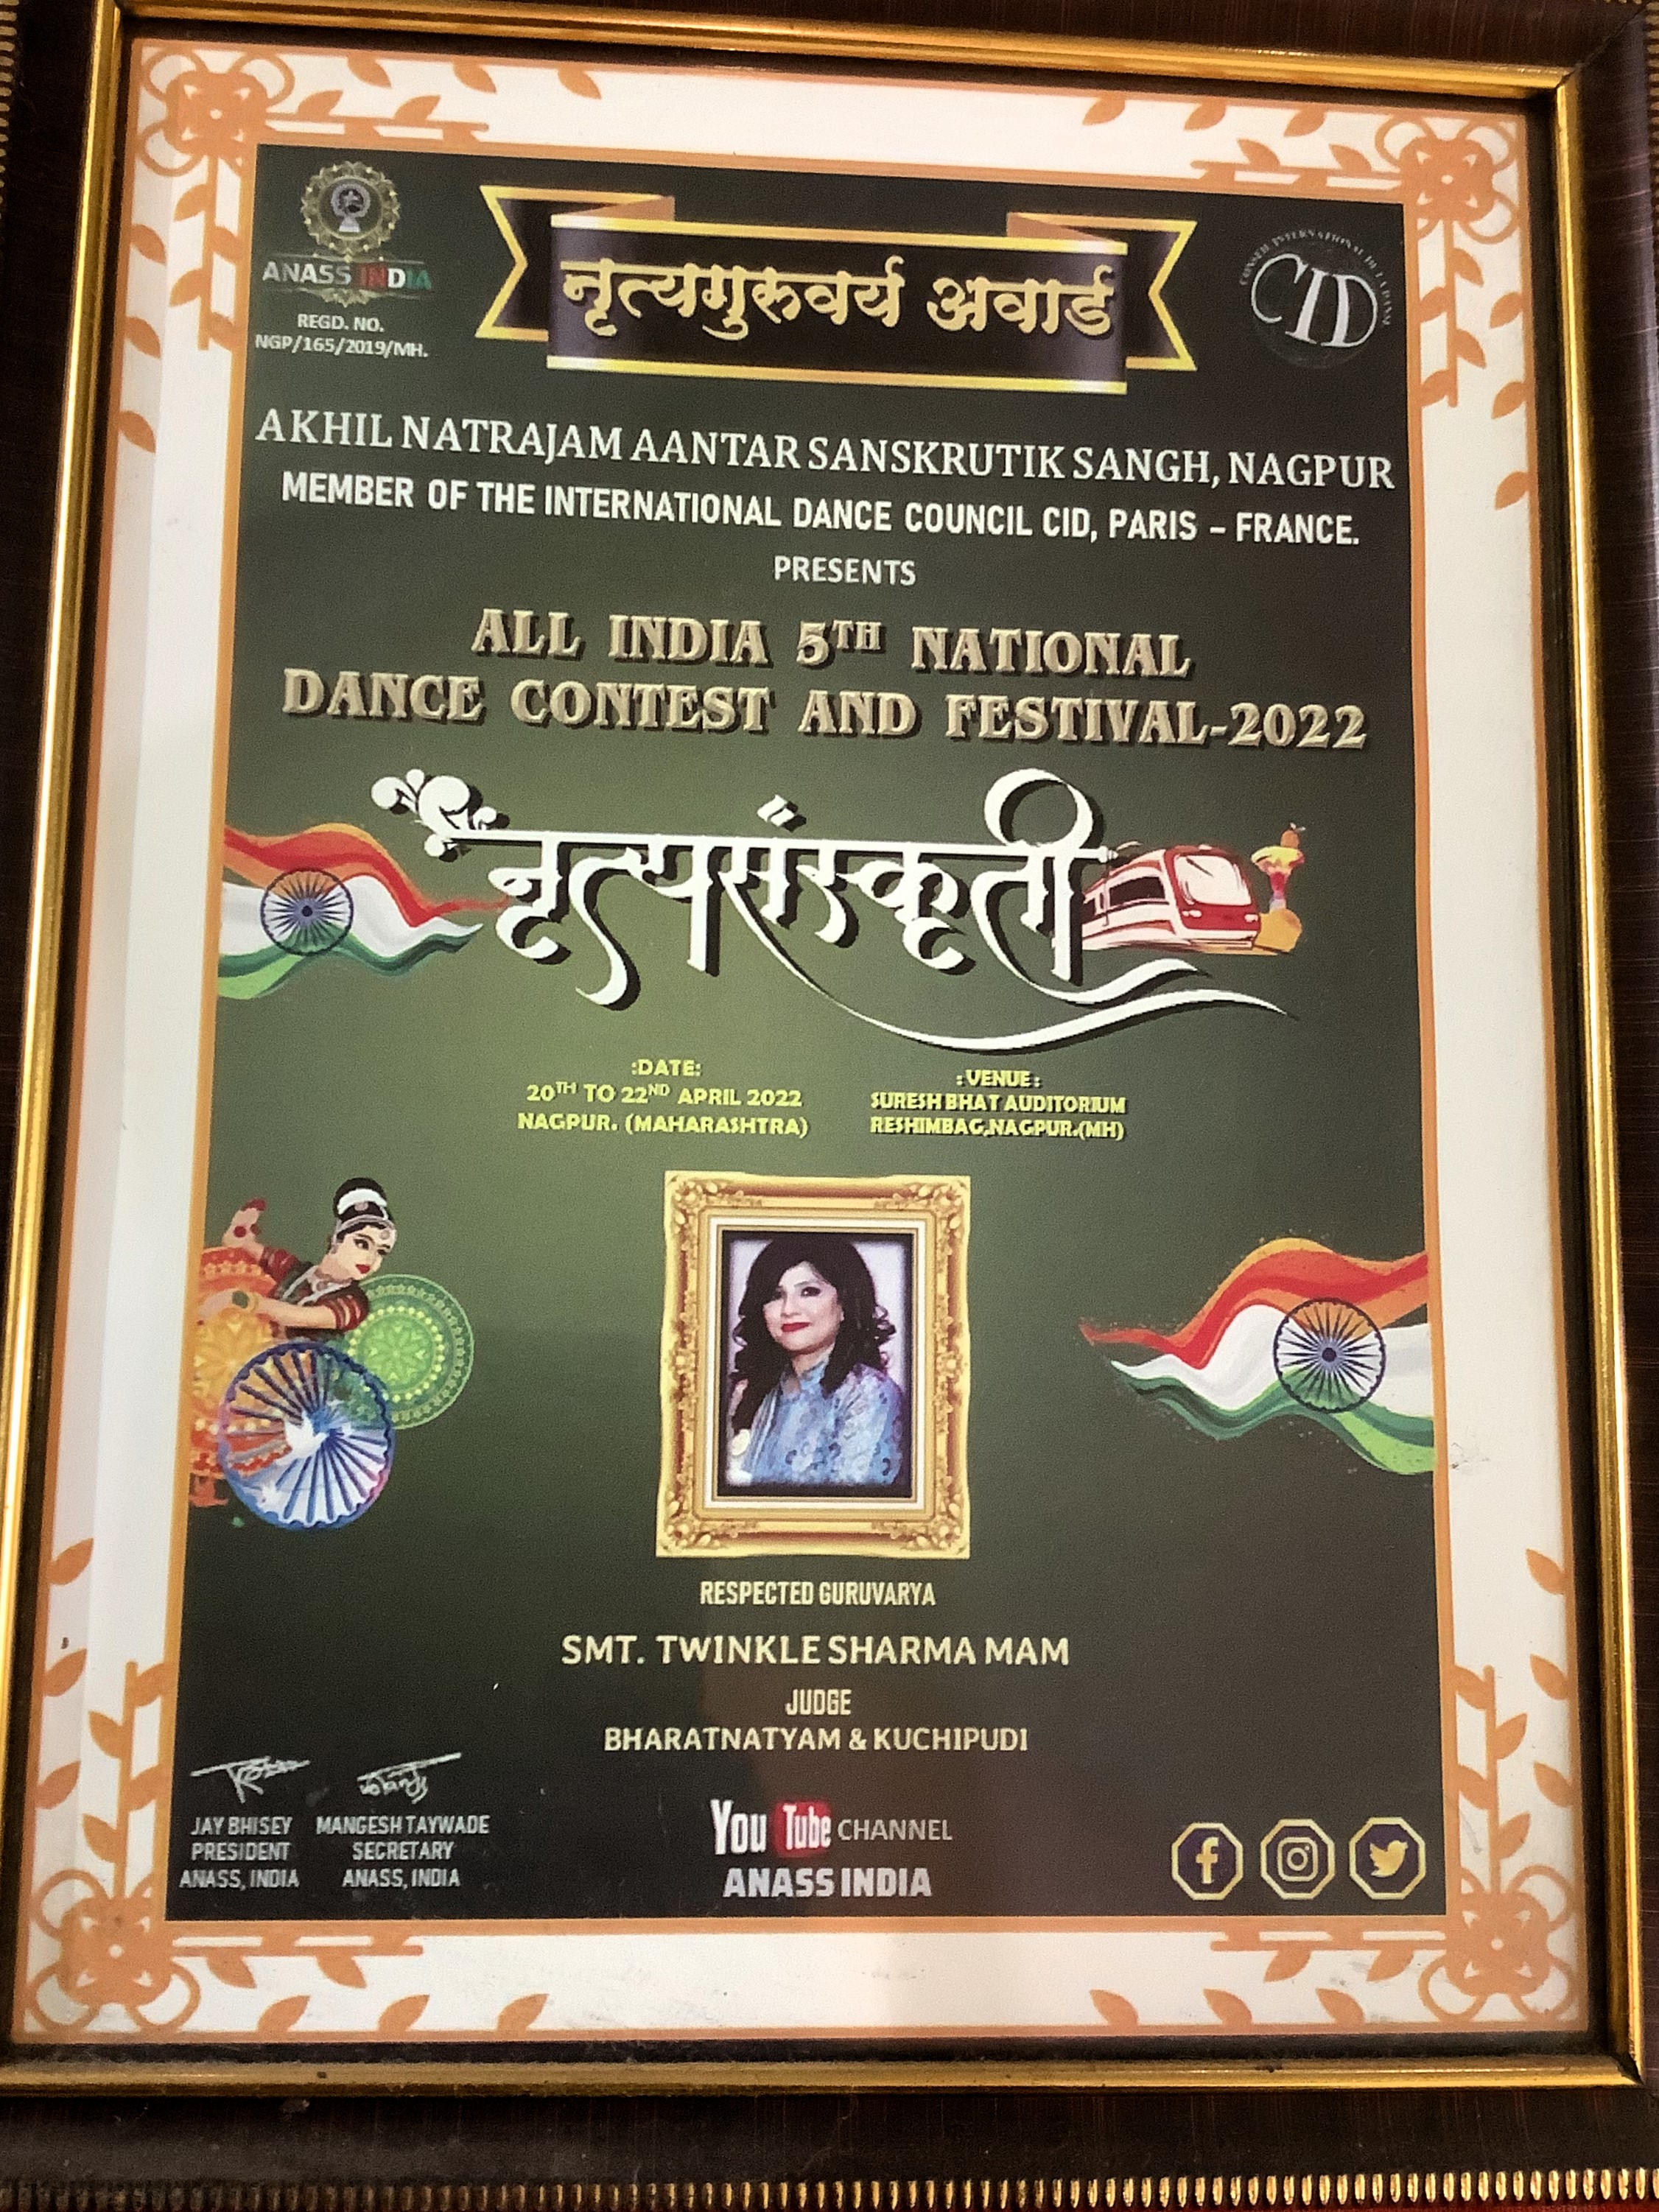 ANASS INDIA
REGD. NO.
NGP/165/2019/MH.
नृत्यगुरुवर्य अवार्ड
CONSEIL INTERNATIONAL DE LA DANSE
CID
AKHIL NATRAJAM AANTAR SANSKRUTIK SANGH, NAGPUR
MEMBER OF THE INTERNATIONAL DANCE COUNCIL CID, PARIS – FRANCE.
PRESENTS
ALL INDIA 5TH NATIONAL
DANCE CONTEST AND FESTIVAL-2022
नृत्यसंस्कृती
:DATE:
20TH TO 22ND APRIL 2022
NAGPUR. (MAHARASHTRA)
: VENUE :
SURESH BHAT AUDITORIUM
RESHIMBAG,NAGPUR.(MH)
RESPECTED GURUVARYA
SMT. TWINKLE SHARMA MAM
JUDGE
BHARATNATYAM & KUCHIPUDI
JAY BHISEY
PRESIDENT
ANASS, INDIA
MANGESH TAYWADE
SECRETARY
ANASS, INDIA
YouTube CHANNEL
ANASS INDIA